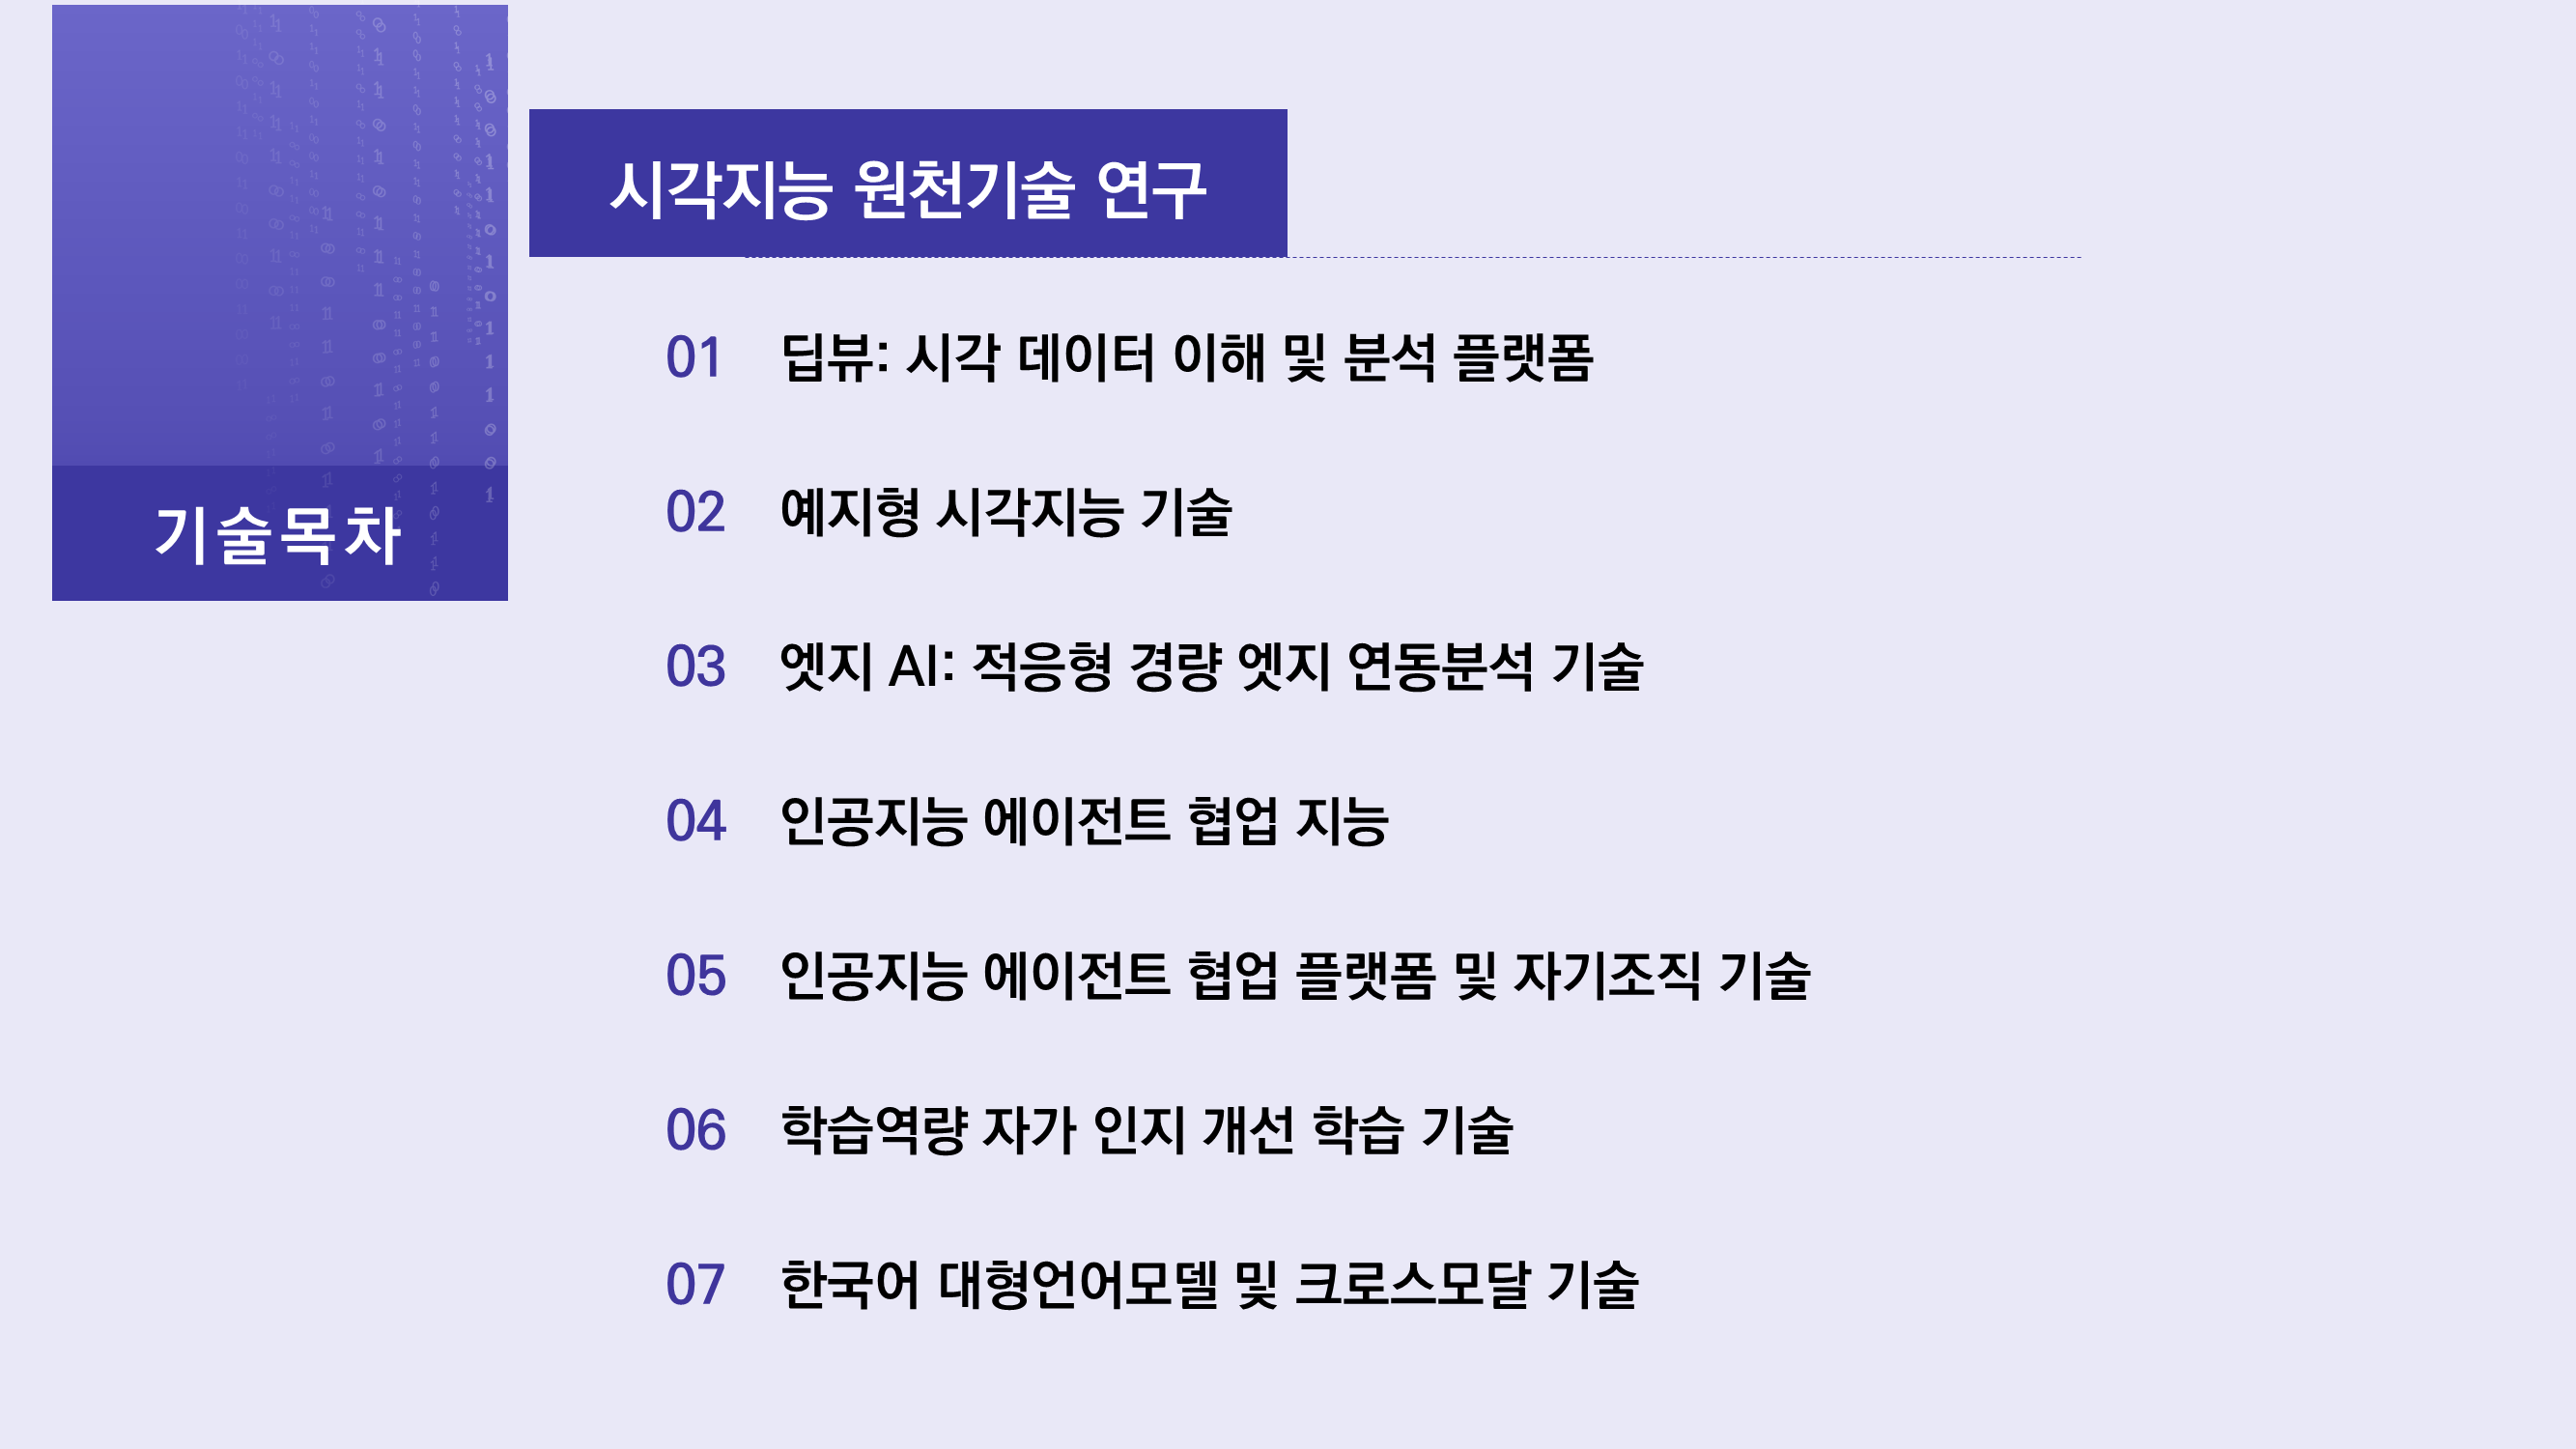 기술목차
시각지능 원천기술 연구
01 딥뷰: 시각 데이터 이해 및 분석 플랫폼
02 예지형 시각지능 기술
03 엣지 AI: 적응형 경량 엣지 연동분석 기술
04 인공지능 에이전트 협업 지능
05 인공지능 에이전트 협업 플랫폼 및 자기조직 기술
06 학습역량 자가 인지 개선 학습 기술
07 한국어 대형언어모델 및 크로스모달 기술